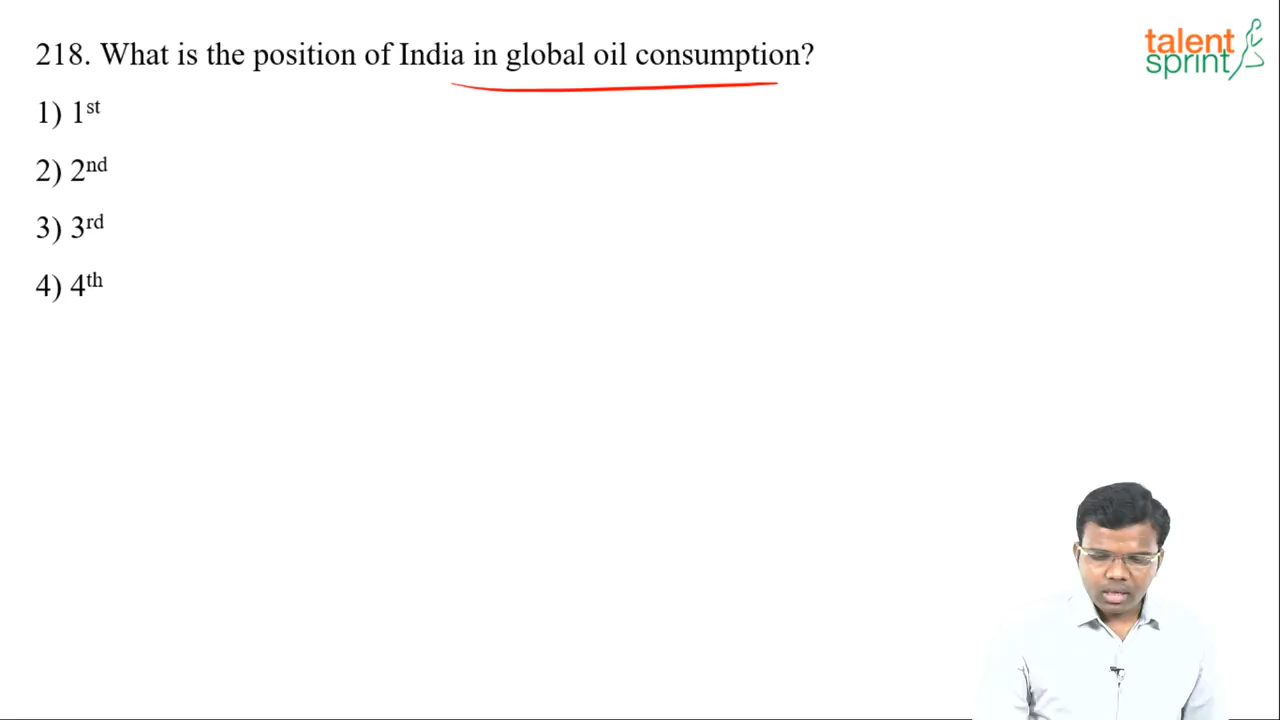 218. What is the position of India in global oil consumption?
talent
sprint
1) 1st
2) 2nd
3) 3rd
4) 4th